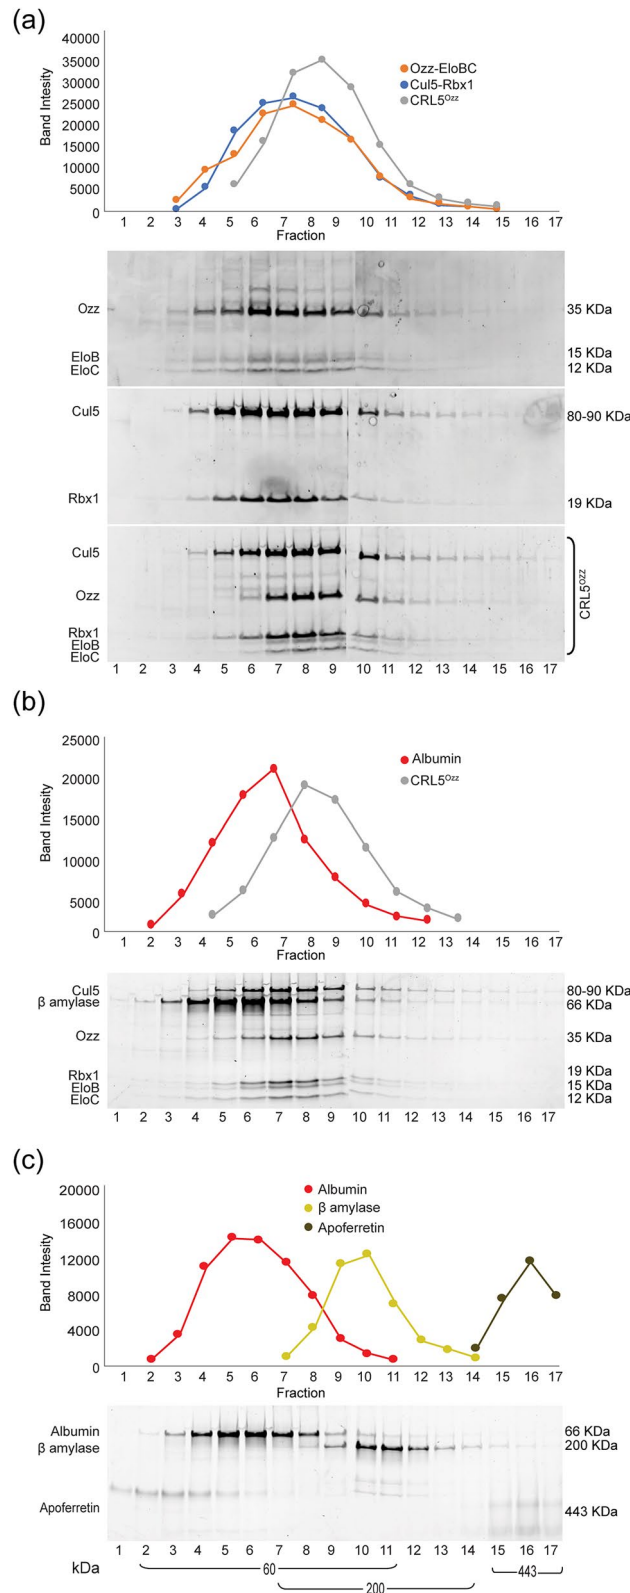 (a)
40000
35000
30000
25000
20000
15000
10000
5000
0
Band Intesity
Ozz-EloBC
Cul5-Rbx1
CRL5Ozz
1 2 3 4 5 6 7 8 9 10 11 12 13 14 15 16 17
Fraction
Ozz 35 KDa
EloB 15 KDa
EloC 12 KDa
Cul5 80-90 KDa
Rbx1 19 KDa
Cul5
Ozz
Rbx1
EloB
EloC
CRL5ozz
1 2 3 4 5 6 7 8 9 10 11 12 13 14 15 16 17
(b)
25000
20000
15000
10000
5000
0
Band Intesity
Albumin
CRL5Ozz
1 2 3 4 5 6 7 8 9 10 11 12 13 14 15 16 17
Fraction
Cul5 80-90 KDa
β amylase 66 KDa
Ozz 35 KDa
Rbx1 19 KDa
EloB 15 KDa
EloC 12 KDa
1 2 3 4 5 6 7 8 9 10 11 12 13 14 15 16 17
(c)
20000
16000
12000
8000
4000
0
Band Intesity
Albumin
β amylase
Apoferretin
1 2 3 4 5 6 7 8 9 10 11 12 13 14 15 16 17
Fraction
Albumin 66 KDa
β amylase 200 KDa
Apoferretin 443 KDa
1 2 3 4 5 6 7 8 9 10 11 12 13 14 15 16 17
kDa 60 443
200